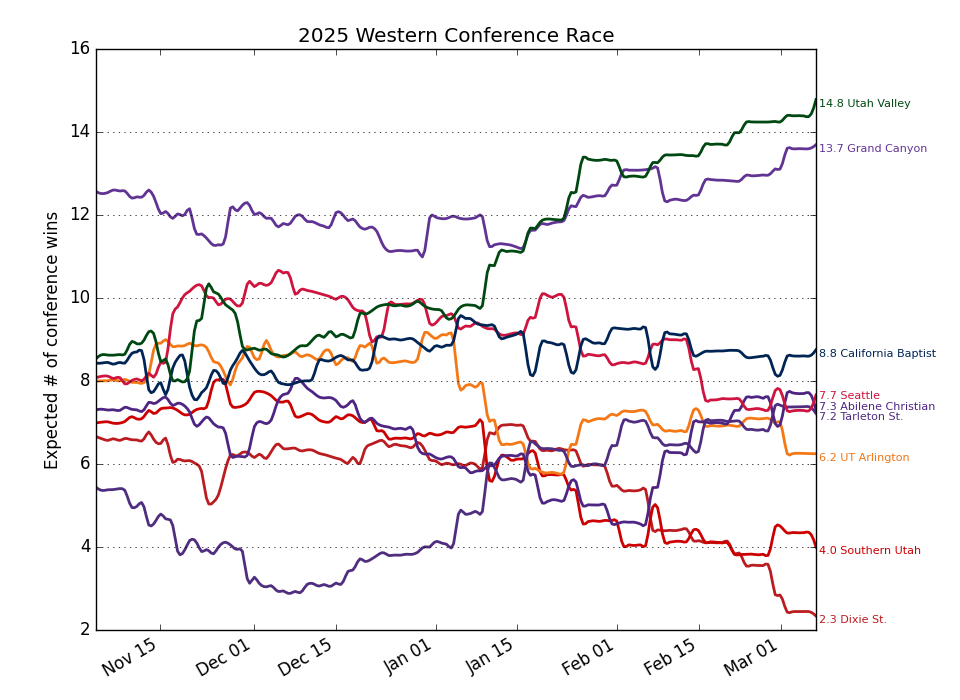 2025 Western Conference Race
Expected # of conference wins
16
14
12
10
8
6
4
2
Nov 15
Dec 01
Dec 15
Jan 01
Jan 15
Feb 01
Feb 15
Mar 01
14.8 Utah Valley
13.7 Grand Canyon
8.8 California Baptist
7.7 Seattle
7.3 Abilene Christian
7.2 Tarleton St.
6.2 UT Arlington
4.0 Southern Utah
2.3 Dixie St.